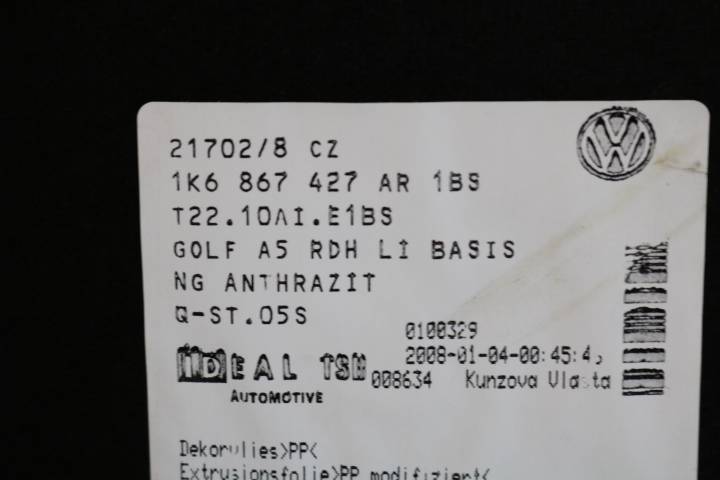 21702/8 CZ
1K6 867 427 AR 1BS
T22.10AI.E1BS
GOLF A5 RDH LI BASIS
NG ANTHRAZIT
Q-ST.05S
0100329
IDEAL TSM 2008-01-04-00:45:4
008634 Kunzova Vlasta
AUTOMOTIVE
Dekorvlies>PP<
Extrusionsfolie>PP modifiziert<